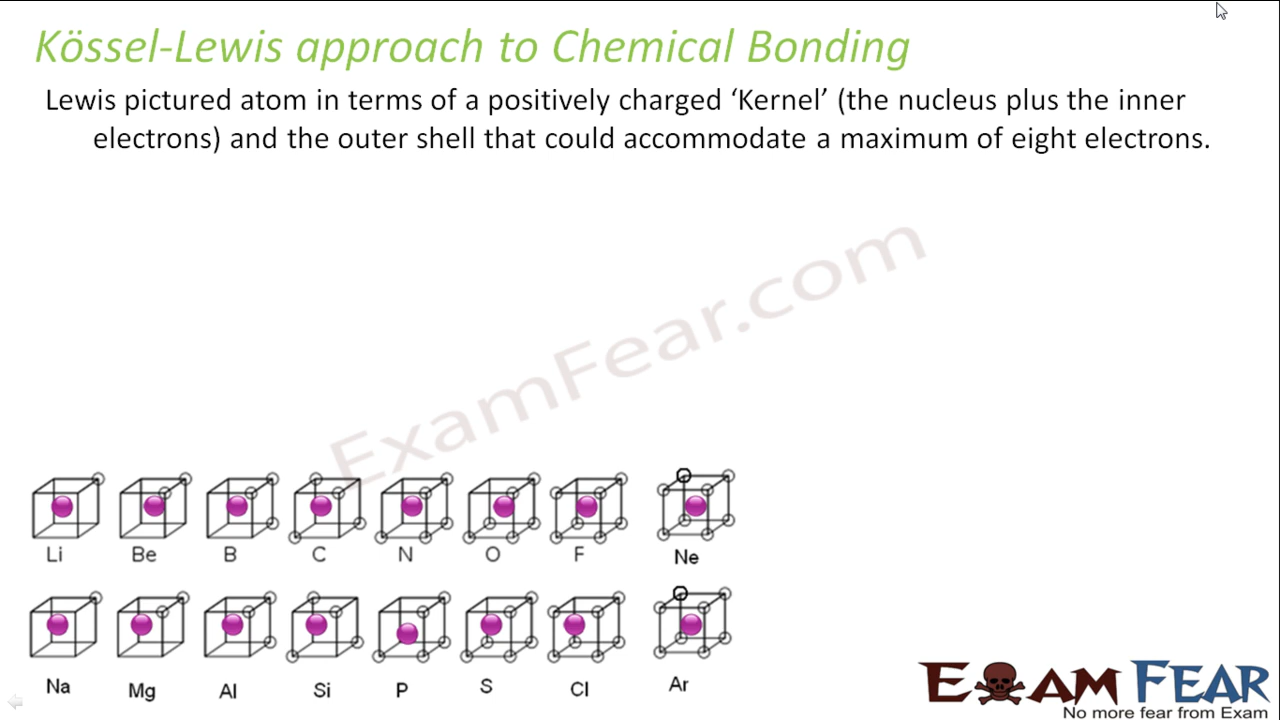 Kössel-Lewis approach to Chemical Bonding
Lewis pictured atom in terms of a positively charged ‘Kernel’ (the nucleus plus the inner
electrons) and the outer shell that could accommodate a maximum of eight electrons.
ExamFear.com
Li Be B C N O F Ne
Na Mg Al Si P S Cl Ar
EXAM FEAR
No more fear from Exam